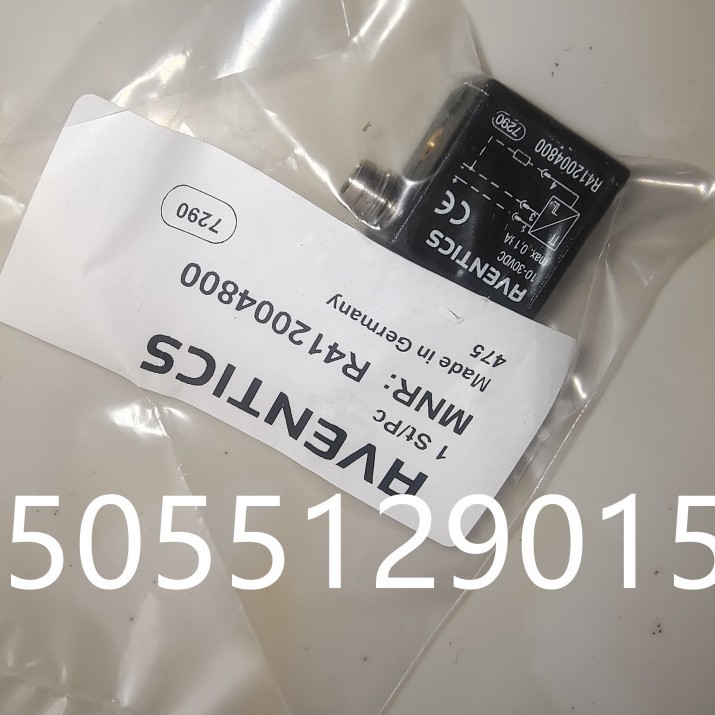 AVENTICS
1 St/Pc
MNR: R412004800
Made in Germany
475
7290
AVENTICS
CE
10-30VDC
max. 0,1A
R412004800
7290
5055129015